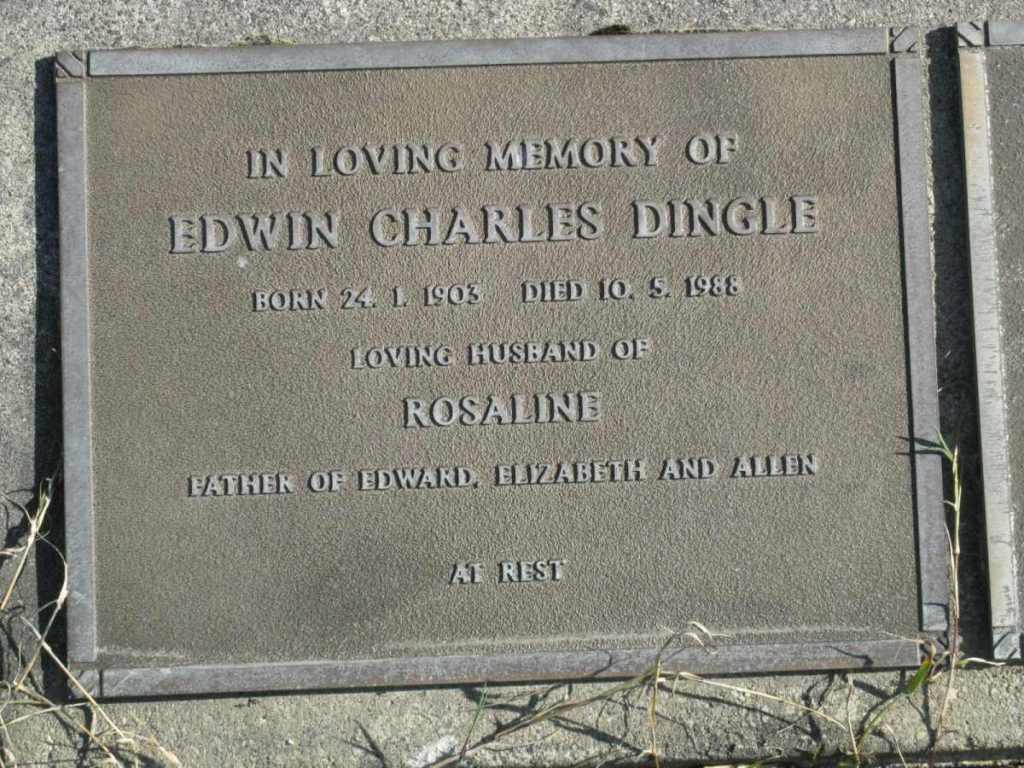 IN LOVING MEMORY OF
EDWIN CHARLES DINGLE
BORN 24. 1. 1903 DIED 10. 5. 1988
LOVING HUSBAND OF
ROSALINE
FATHER OF EDWARD, ELIZABETH AND ALLEN
AT REST